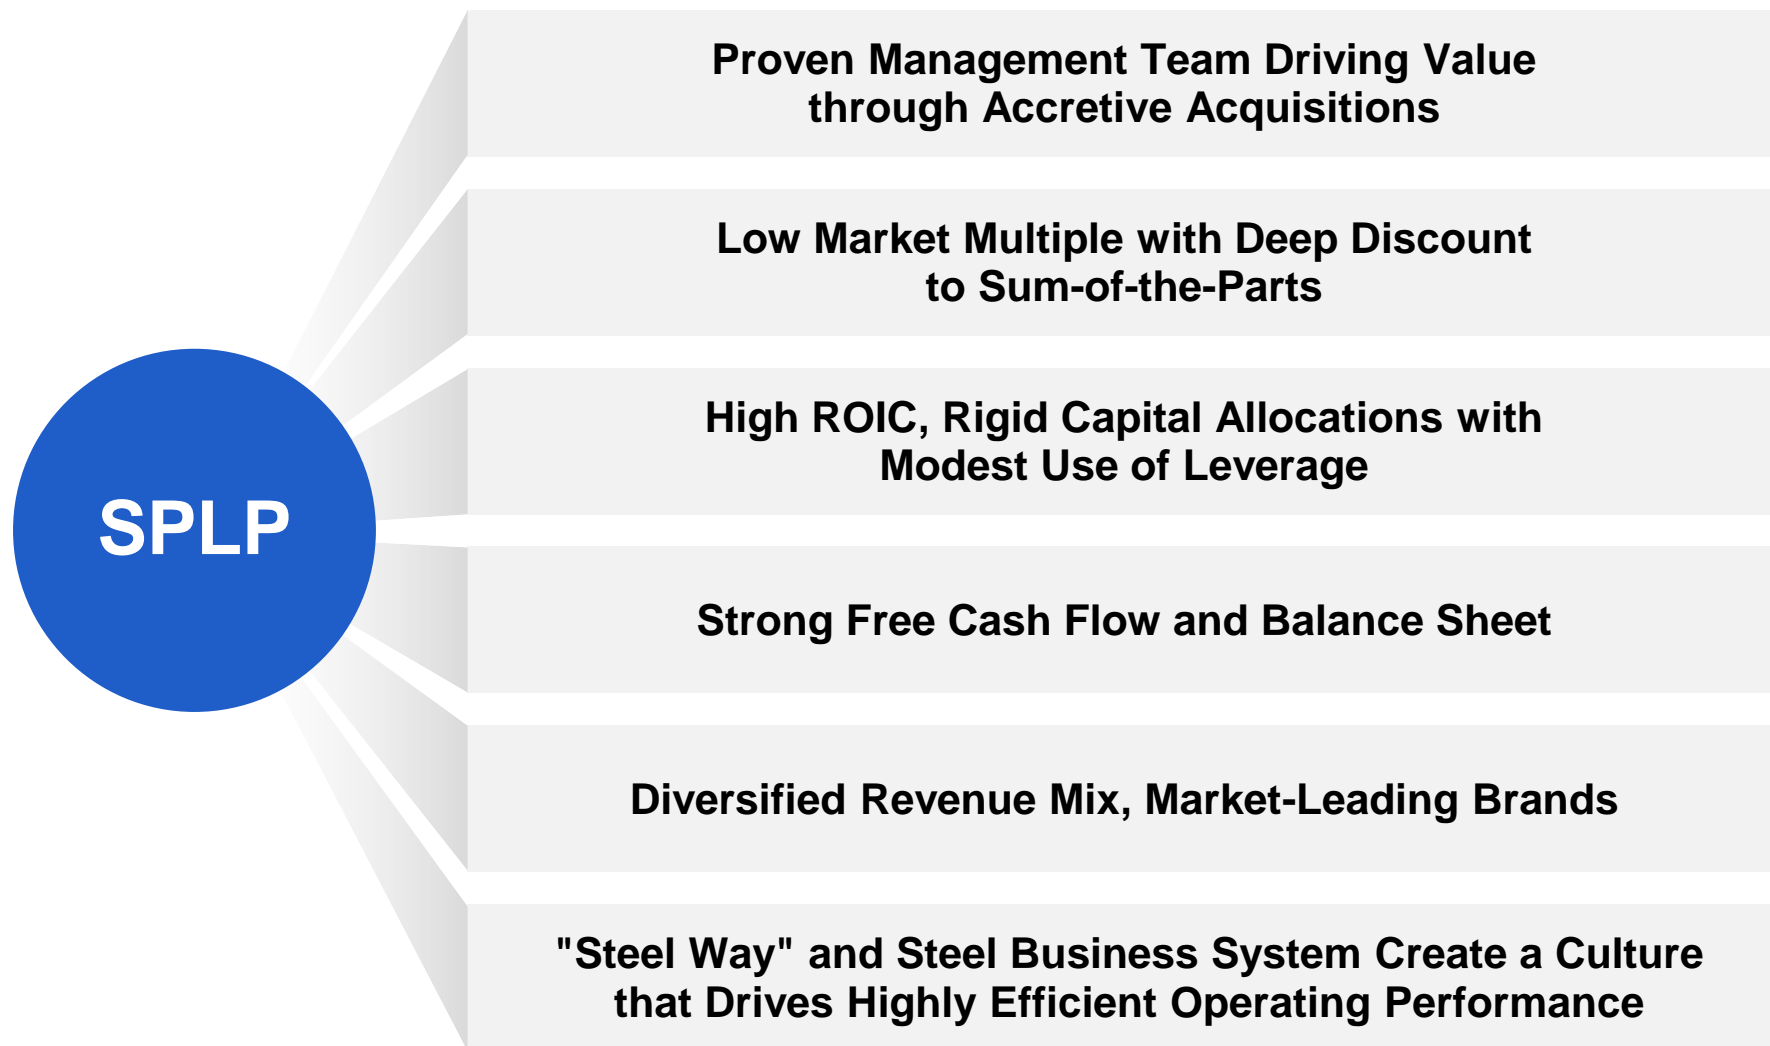 Proven Management Team Driving Value
through Accretive Acquisitions
Low Market Multiple with Deep Discount
to Sum-of-the-Parts
High ROIC, Rigid Capital Allocations with
Modest Use of Leverage
SPLP
Strong Free Cash Flow and Balance Sheet
Diversified Revenue Mix, Market-Leading Brands
"Steel Way" and Steel Business System Create a Culture
that Drives Highly Efficient Operating Performance